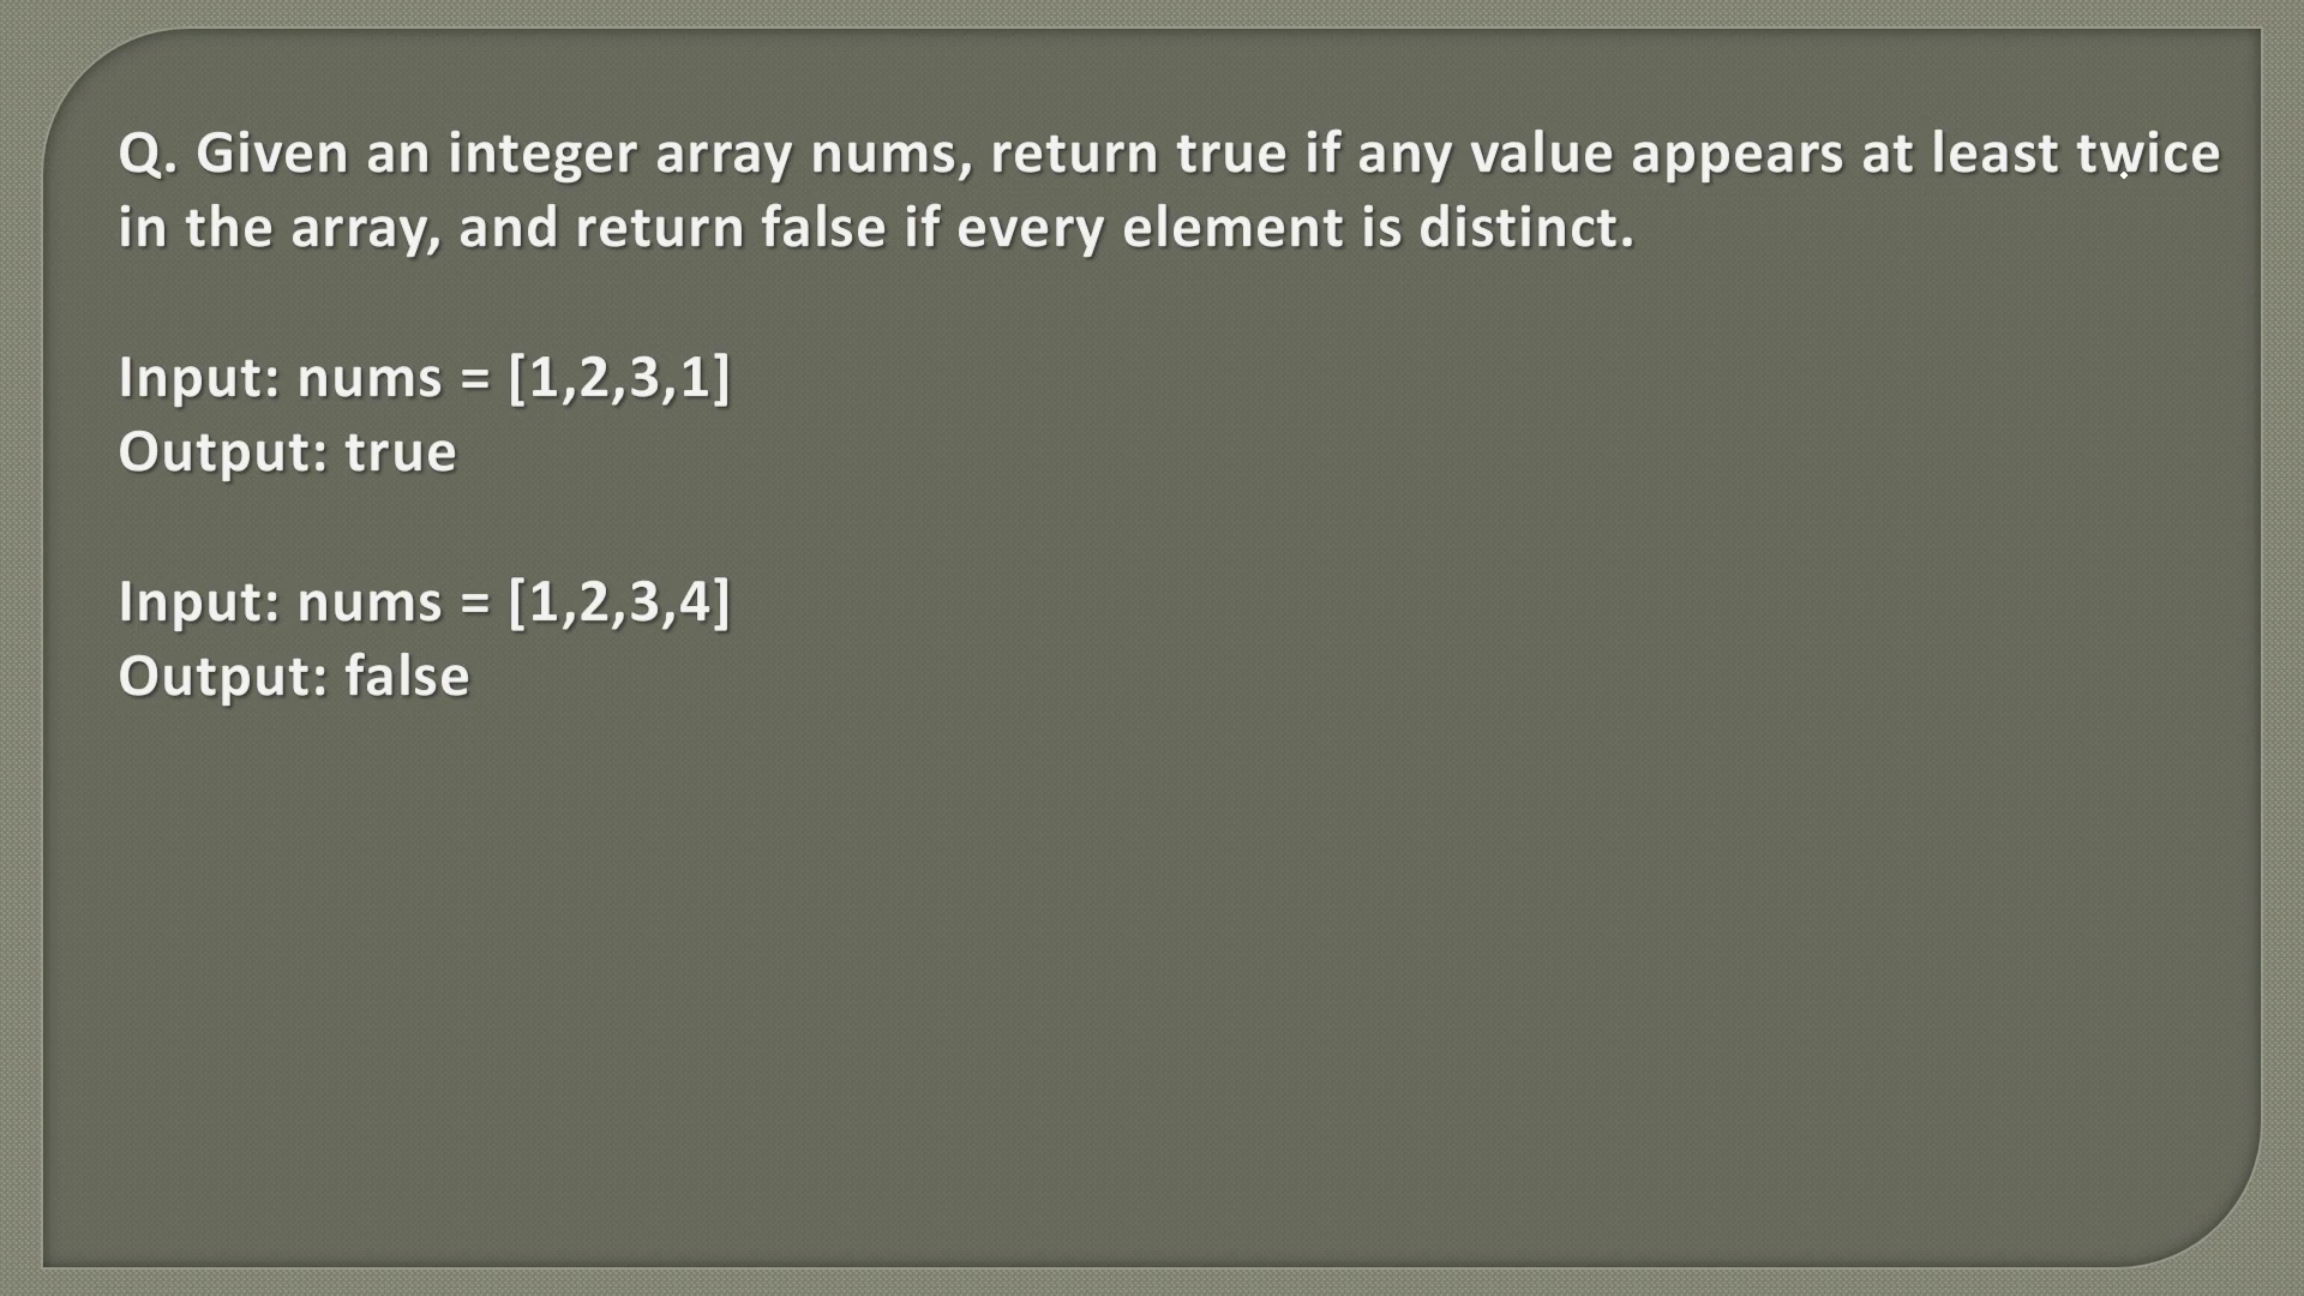 Q. Given an integer array nums, return true if any value appears at least twice
in the array, and return false if every element is distinct.
Input: nums = [1,2,3,1]
Output: true
Input: nums = [1,2,3,4]
Output: false